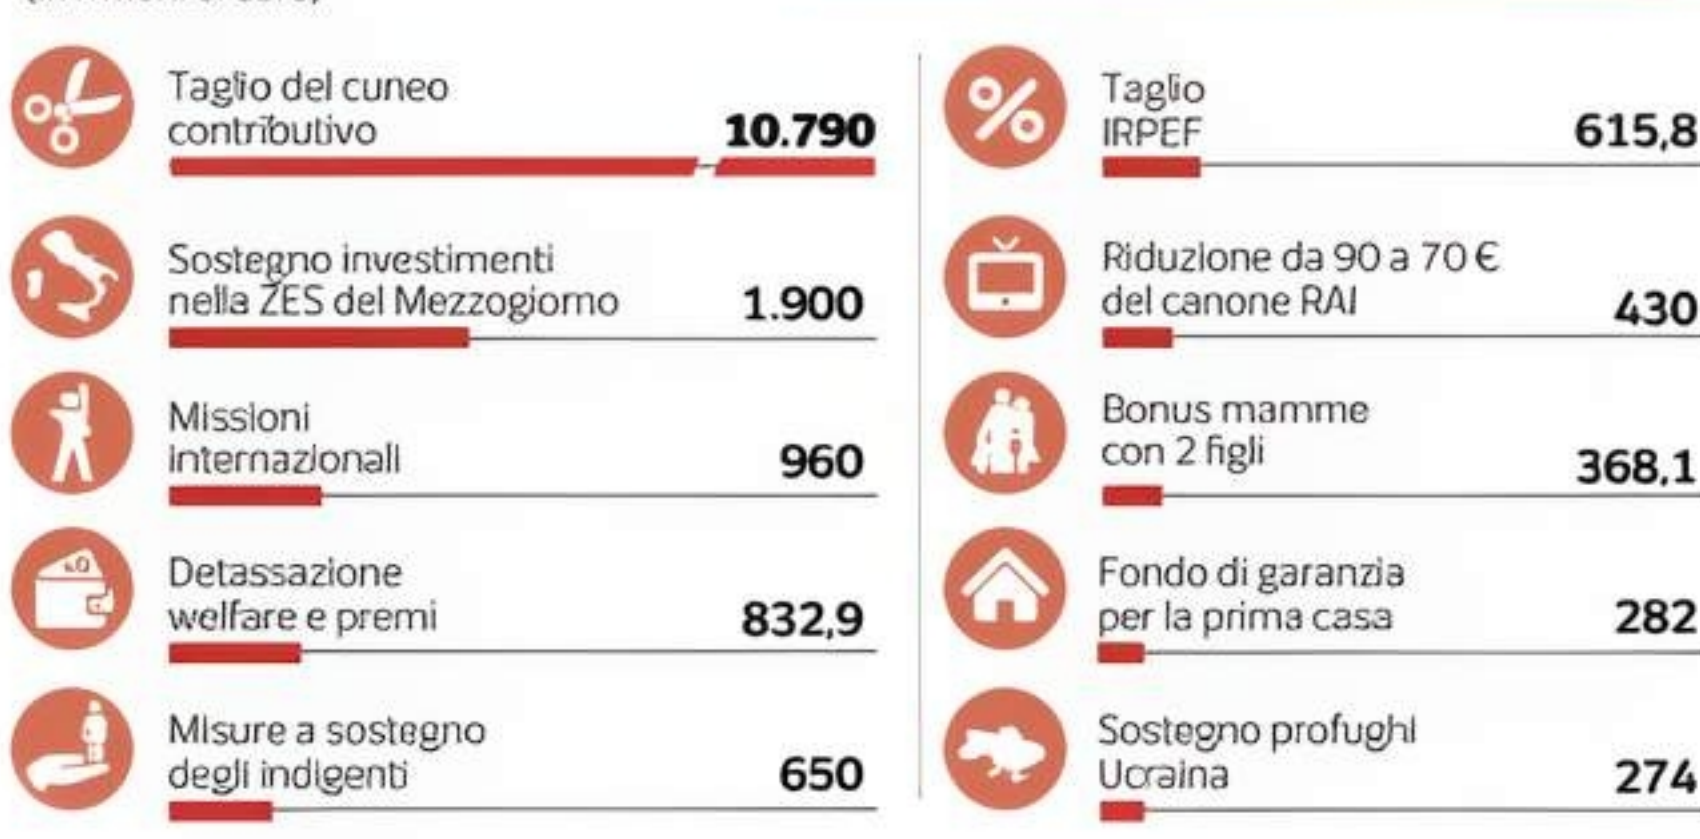 Taglio del cuneo
contributivo
10.790
Sostegno investimenti
nella ZES del Mezzogiorno
1.900
Missioni
internazionali
960
Detassazione
welfare e premi
832,9
Misure a sostegno
degli indigenti
650
Taglio
IRPEF
615,8
Riduzione da 90 a 70 €
del canone RAI
430
Bonus mamme
con 2 figli
368,1
Fondo di garanzia
per la prima casa
282
Sostegno profughi
Ucraina
274